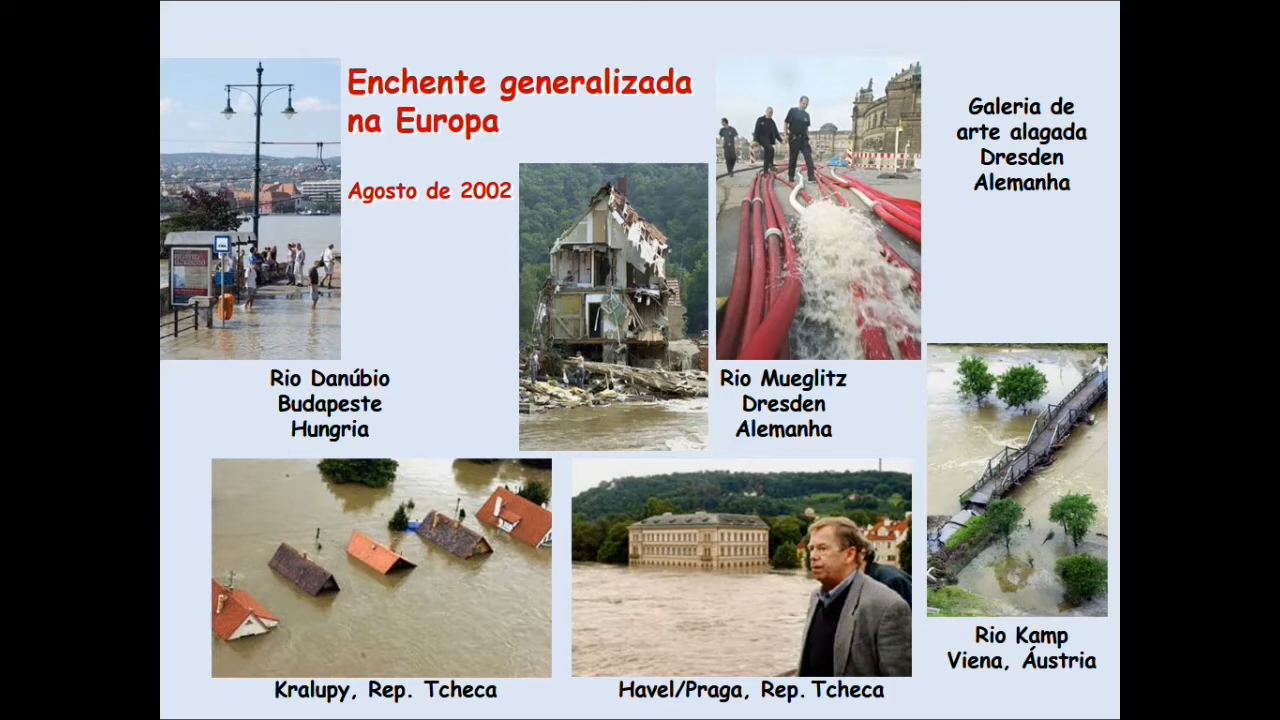 Enchente generalizada
na Europa
Agosto de 2002
Galeria de
arte alagada
Dresden
Alemanha
Rio Danúbio
Budapeste
Hungria
Rio Mueglitz
Dresden
Alemanha
Kralupy, Rep. Tcheca
Havel/Praga, Rep. Tcheca
Rio Kamp
Viena, Áustria